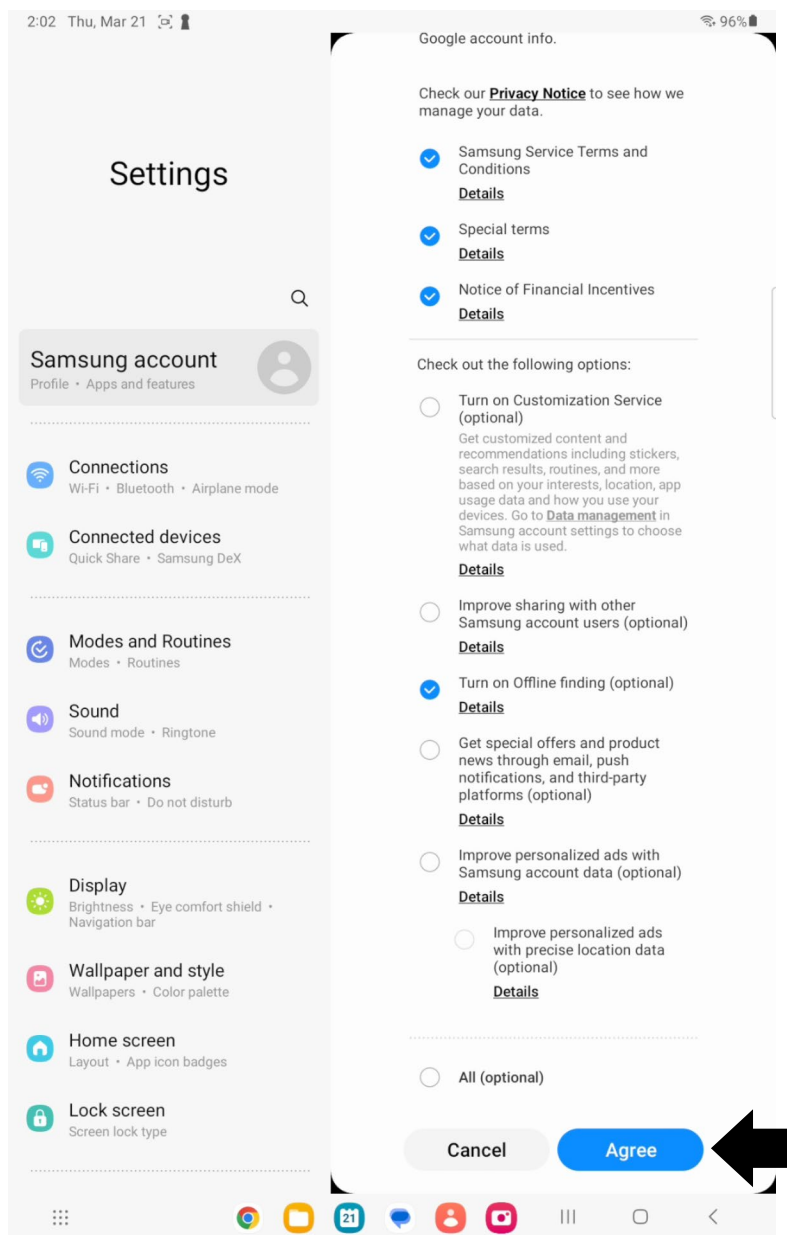 2:02 Thu, Mar 21
96%
Settings
Samsung account
Profile • Apps and features
Connections
Wi-Fi • Bluetooth • Airplane mode
Connected devices
Quick Share • Samsung DeX
Modes and Routines
Modes • Routines
Sound
Sound mode • Ringtone
Notifications
Status bar • Do not disturb
Display
Brightness • Eye comfort shield •
Navigation bar
Wallpaper and style
Wallpapers • Color palette
Home screen
Layout • App icon badges
Lock screen
Screen lock type
Google account info.
Check our Privacy Notice to see how we
manage your data.
Samsung Service Terms and
Conditions
Details
Special terms
Details
Notice of Financial Incentives
Details
Check out the following options:
Turn on Customization Service
(optional)
Get customized content and
recommendations including stickers,
search results, routines, and more
based on your interests, location, app
usage data and how you use your
devices. Go to Data management in
Samsung account settings to choose
what data is used.
Details
Improve sharing with other
Samsung account users (optional)
Details
Turn on Offline finding (optional)
Details
Get special offers and product
news through email, push
notifications, and third-party
platforms (optional)
Details
Improve personalized ads with
Samsung account data (optional)
Details
Improve personalized ads
with precise location data
(optional)
Details
All (optional)
Cancel
Agree
21